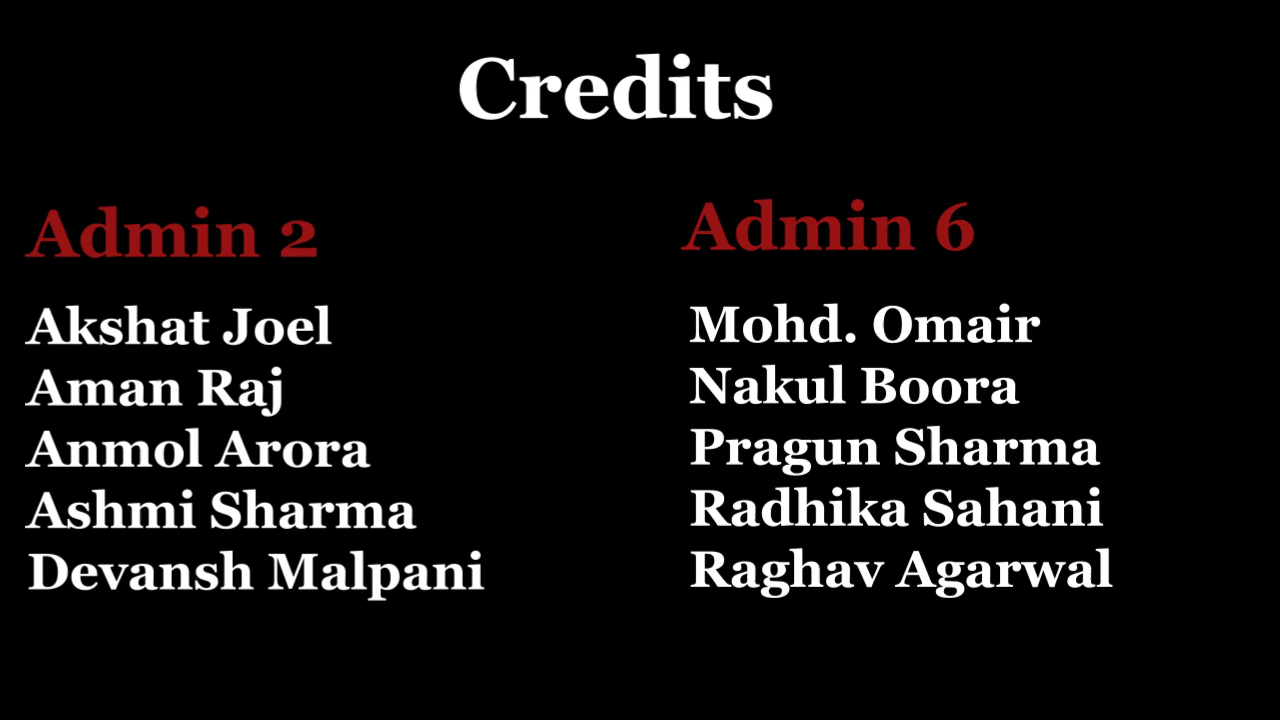 Credits
Admin 2
Akshat Joel
Aman Raj
Anmol Arora
Ashmi Sharma
Devansh Malpani
Admin 6
Mohd. Omair
Nakul Boora
Pragun Sharma
Radhika Sahani
Raghav Agarwal